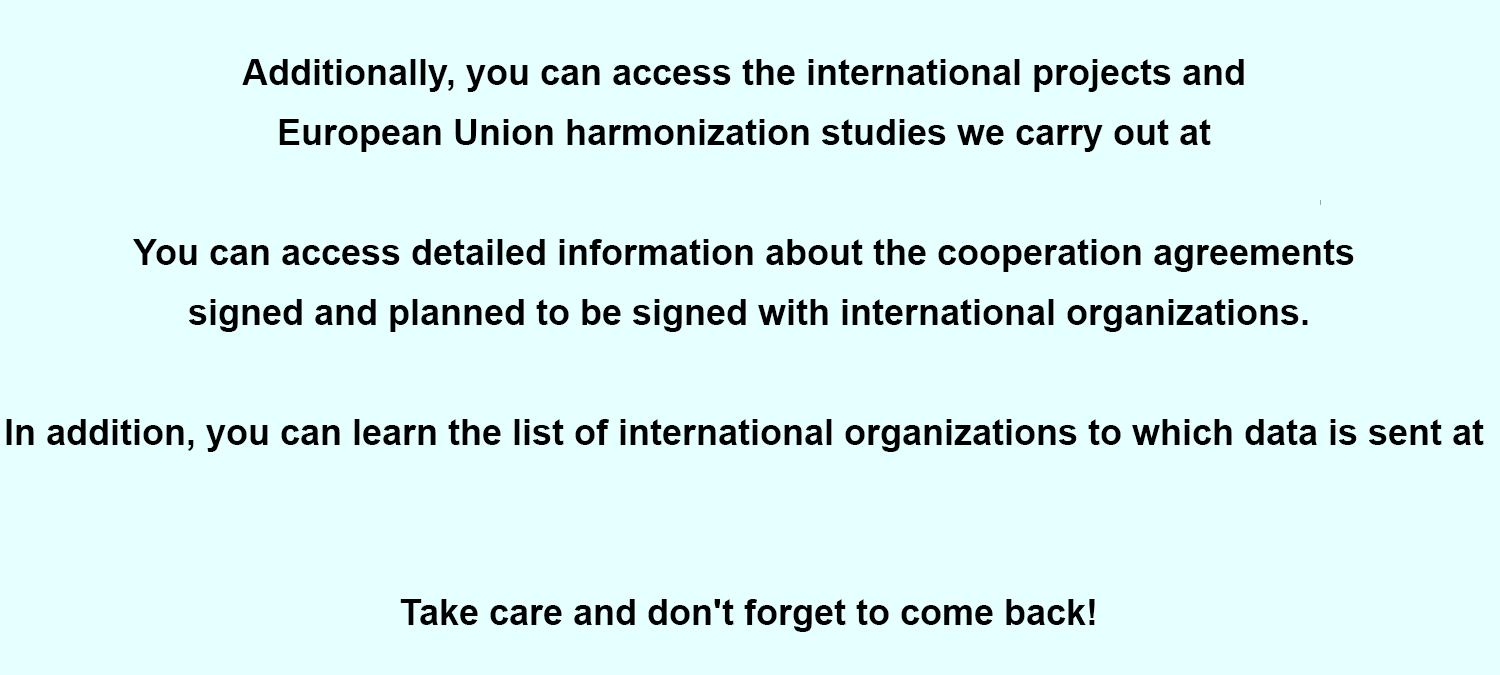 Additionally, you can access the international projects and
European Union harmonization studies we carry out at
You can access detailed information about the cooperation agreements
signed and planned to be signed with international organizations.
In addition, you can learn the list of international organizations to which data is sent at
Take care and don't forget to come back!